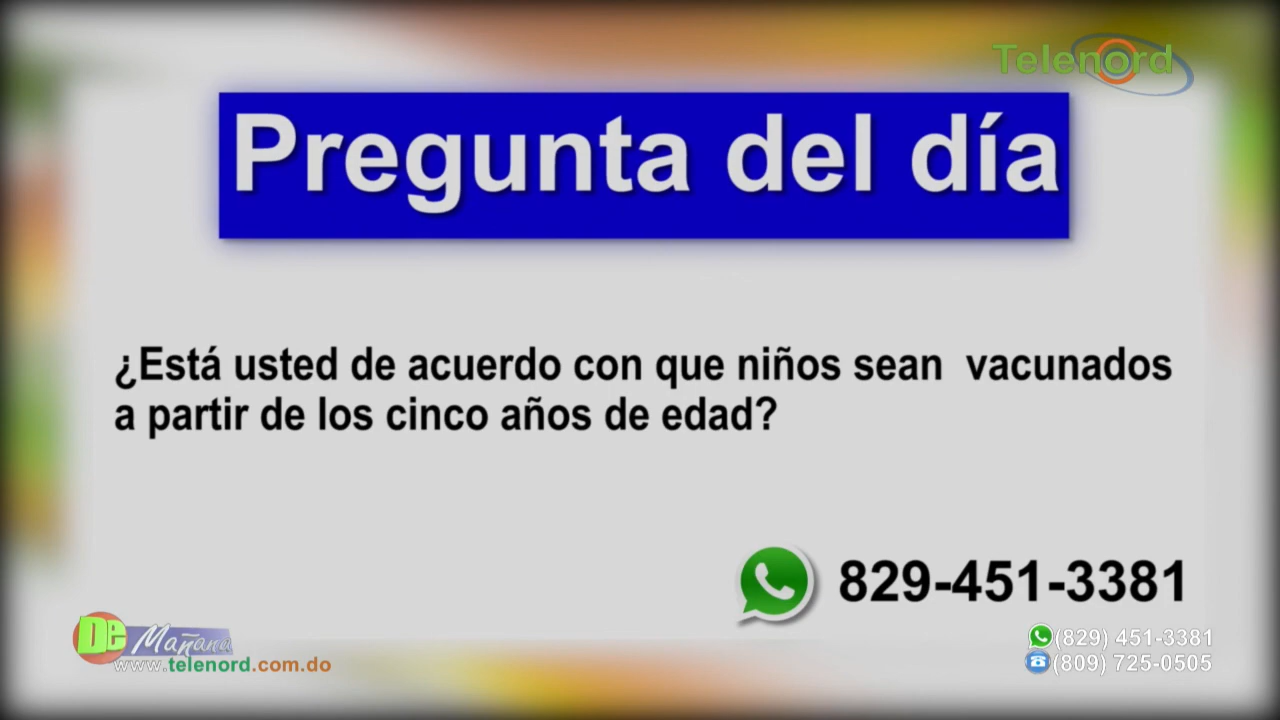 Telenord
Pregunta del día
¿Está usted de acuerdo con que niños sean  vacunados
a partir de los cinco años de edad?
829-451-3381
De Mañana
www.telenord.com.do
(829) 451-3381
(809) 725-0505